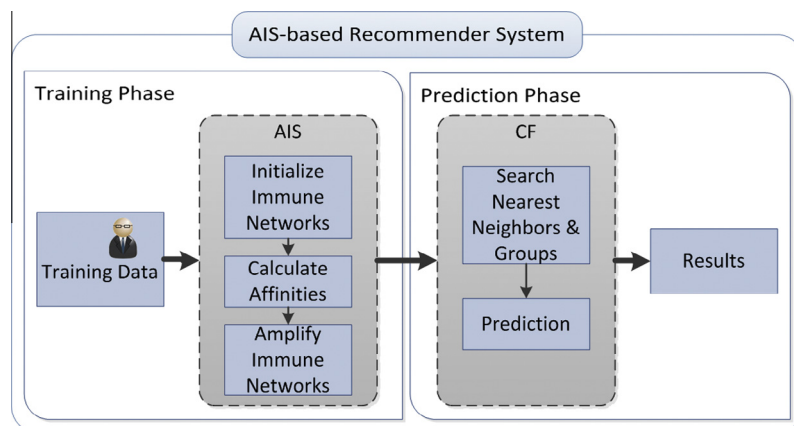 AIS-based Recommender System
Training Phase
AIS
Initialize
Immune
Networks
Training Data
Calculate
Affinities
Amplify
Immune
Networks
Prediction Phase
CF
Search
Nearest
Neighbors &
Groups
Prediction
Results